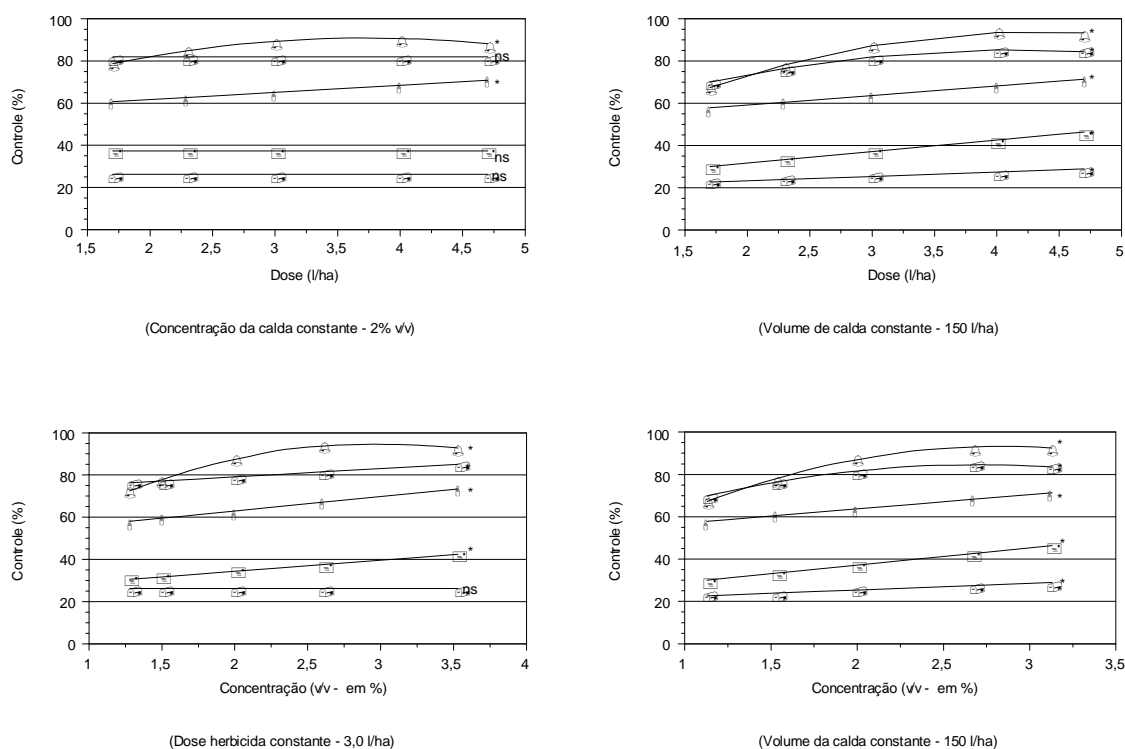 100
80
60
40
20
0
Controle (%)
*
ns
*
ns
ns
1,5 2 2,5 3 3,5 4 4,5 5
Dose (l/ha)
(Concentração da calda constante - 2% v/v)
100
80
60
40
20
0
Controle (%)
*
*
*
*
*
1,5 2 2,5 3 3,5 4 4,5 5
Dose (l/ha)
(Volume de calda constante - 150 l/ha)
100
80
60
40
20
0
Controle (%)
*
*
*
*
ns
1 1,5 2 2,5 3 3,5 4
Concentração (v/v - em %)
(Dose herbicida constante - 3,0 l/ha)
100
80
60
40
20
0
Controle (%)
*
*
*
*
*
1 1,5 2 2,5 3 3,5
Concentração (v/v - em %)
(Volume da calda constante - 150 l/ha)